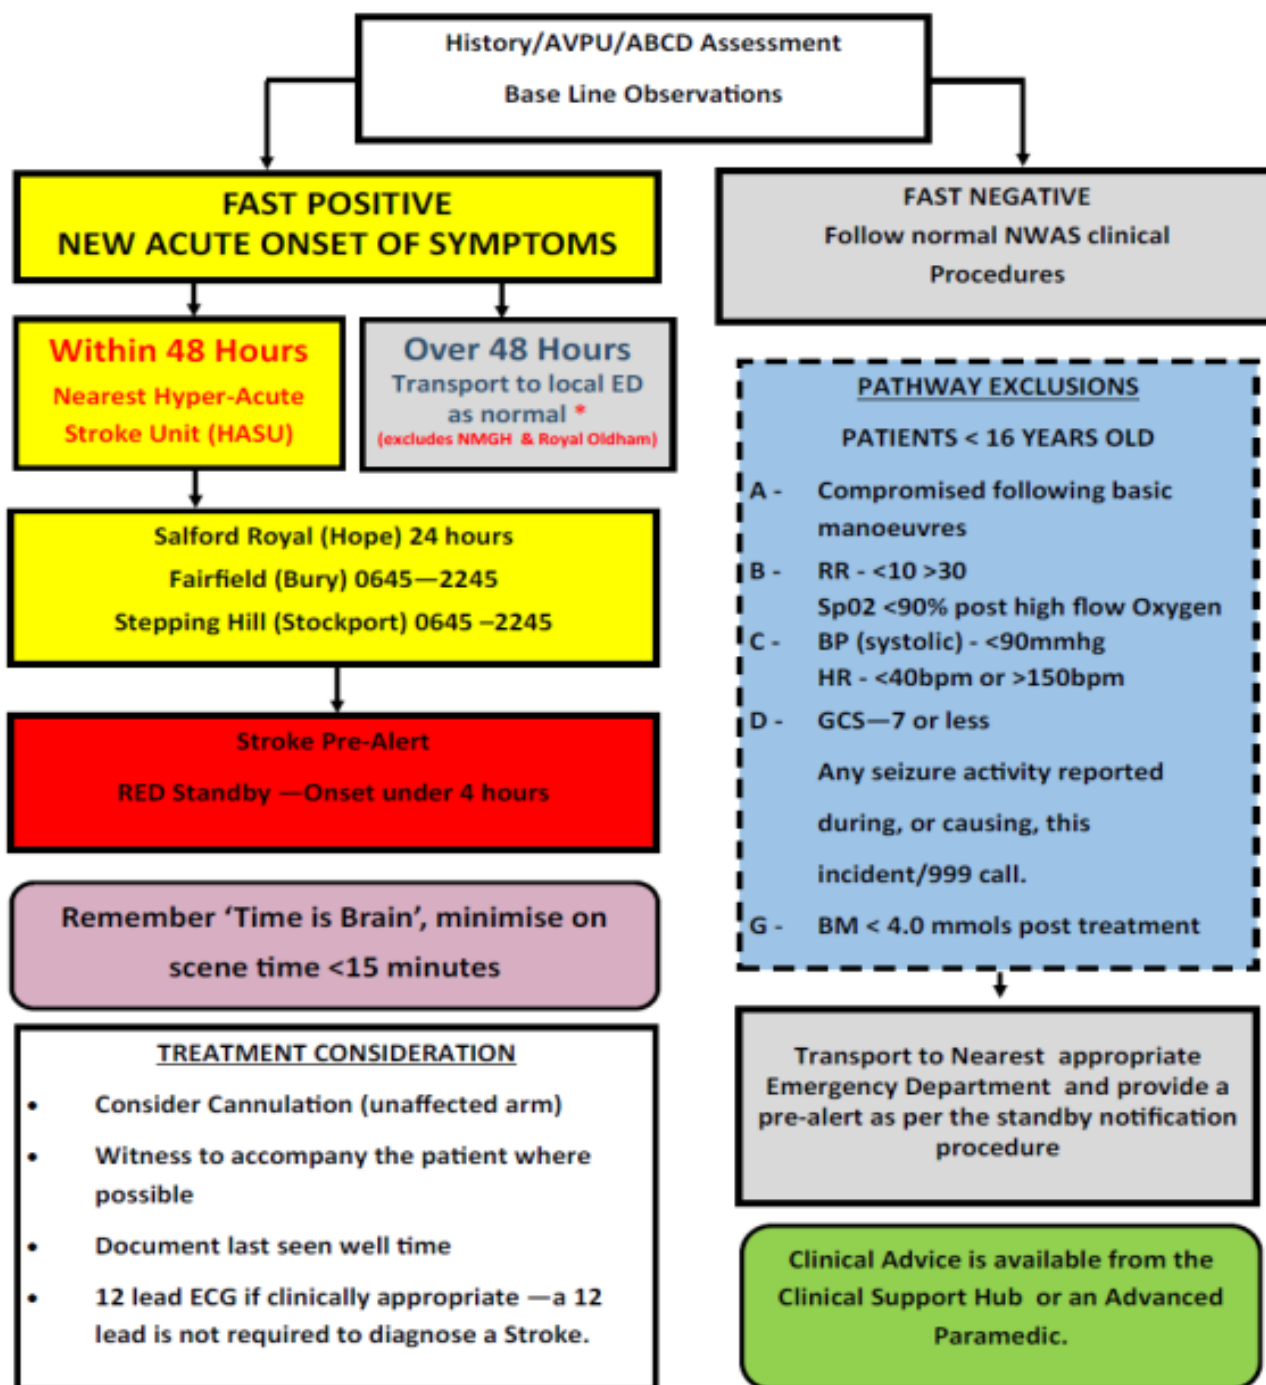 History/AVPU/ABCD Assessment
Base Line Observations
FAST POSITIVE
NEW ACUTE ONSET OF SYMPTOMS
Within 48 Hours
Nearest Hyper-Acute
Stroke Unit (HASU)
Over 48 Hours
Transport to local ED
as normal *
(excludes NMGH & Royal Oldham)
Salford Royal (Hope) 24 hours
Fairfield (Bury) 0645—2245
Stepping Hill (Stockport) 0645 –2245
Stroke Pre-Alert
RED Standby —Onset under 4 hours
Remember ‘Time is Brain’, minimise on
scene time <15 minutes
TREATMENT CONSIDERATION
• Consider Cannulation (unaffected arm)
• Witness to accompany the patient where
possible
• Document last seen well time
• 12 lead ECG if clinically appropriate —a 12
lead is not required to diagnose a Stroke.
FAST NEGATIVE
Follow normal NWAS clinical
Procedures
PATHWAY EXCLUSIONS
PATIENTS < 16 YEARS OLD
A - Compromised following basic
manoeuvres
B - RR - <10 >30
Sp02 <90% post high flow Oxygen
C - BP (systolic) - <90mmhg
HR - <40bpm or >150bpm
D - GCS—7 or less
Any seizure activity reported
during, or causing, this
incident/999 call.
G - BM < 4.0 mmols post treatment
Transport to Nearest appropriate
Emergency Department and provide a
pre-alert as per the standby notification
procedure
Clinical Advice is available from the
Clinical Support Hub or an Advanced
Paramedic.